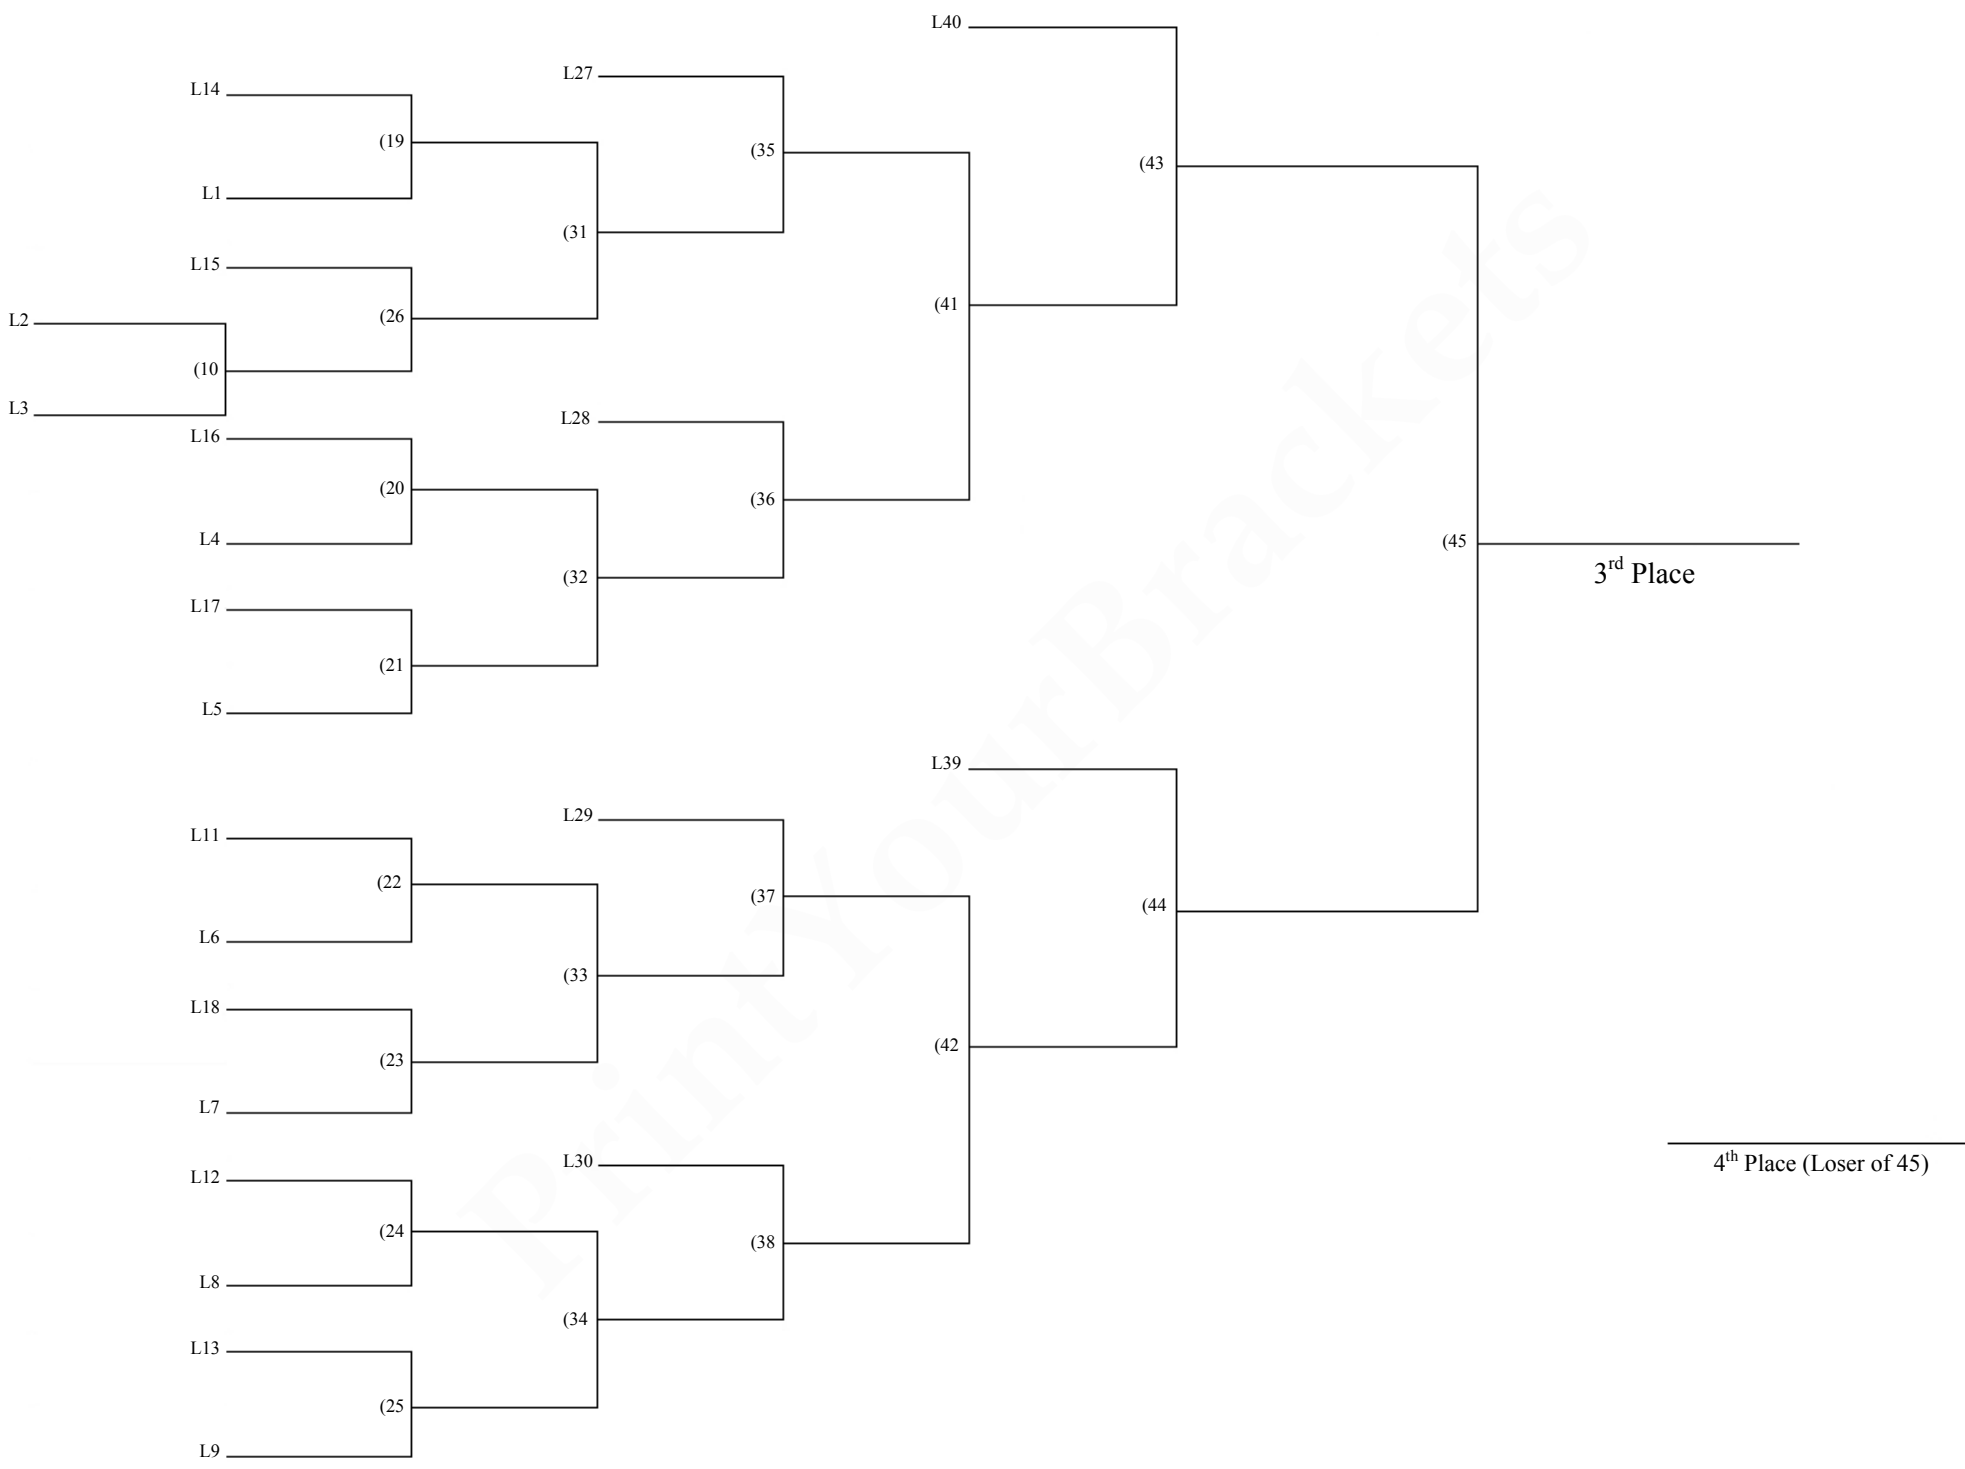 L40
L27
L14
(19
(35
(43
L1
(31
L15
(26
(41
L2
(10
L3
L28
L16
(20
(36
L4
(45
3rd Place
(32
L17
(21
L5
L39
L29
L11
(22
(37
(44
L6
(33
L18
(42
(23
L7
L30
4th Place (Loser of 45)
L12
(24
(38
L8
(34
L13
(25
L9
PrintYourBrackets